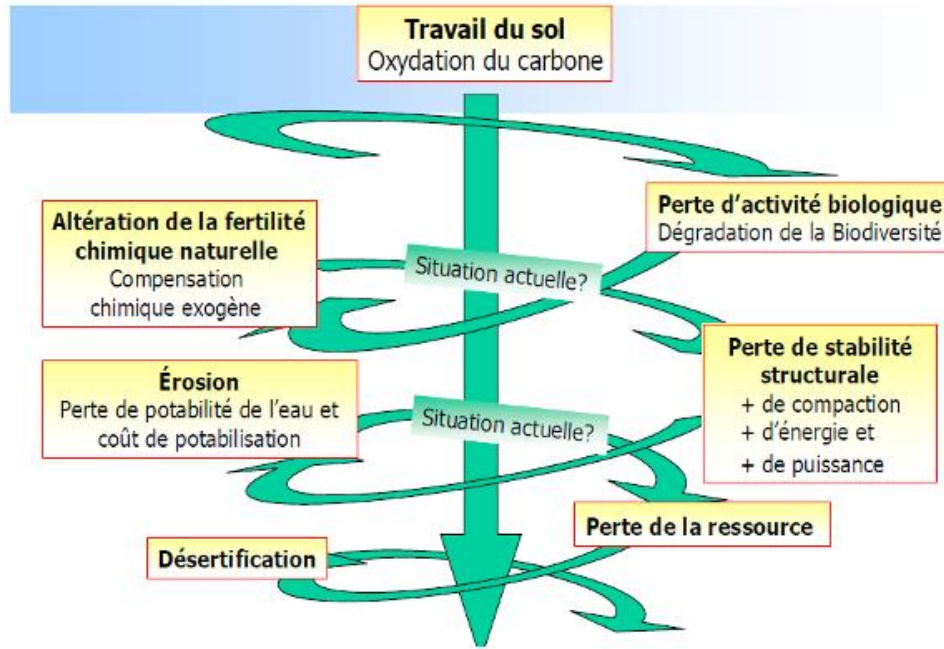 Travail du sol
Oxydation du carbone
Perte d'activité biologique
Dégradation de la Biodiversité
Altération de la fertilité
chimique naturelle
Compensation
chimique exogène
Situation actuelle?
Perte de stabilité
structurale
+ de compaction
+ d'énergie et
+ de puissance
Érosion
Perte de potabilité de l'eau et
coût de potabilisation
Situation actuelle?
Perte de la ressource
Désertification